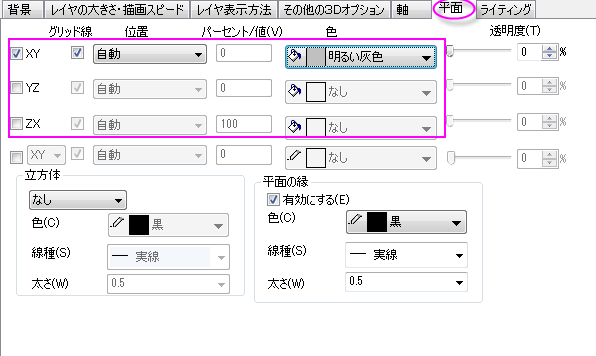 背景 レイヤの大きさ・描画スピード レイヤ表示方法 その他の3Dオプション 軸 平面 ライティング
グリッド線 位置 パーセント/値(V) 色 透明度(T)
XY 自動 0 明るい灰色 0 %
YZ 自動 0 なし 0 %
ZX 自動 100 なし 0 %
XY 自動 0 なし 0 %
立方体
なし
色(C) 黒
線種(S) 実線
太さ(W) 0.5
平面の縁
有効にする(E)
色(C) 黒
線種(S) 実線
太さ(W) 0.5